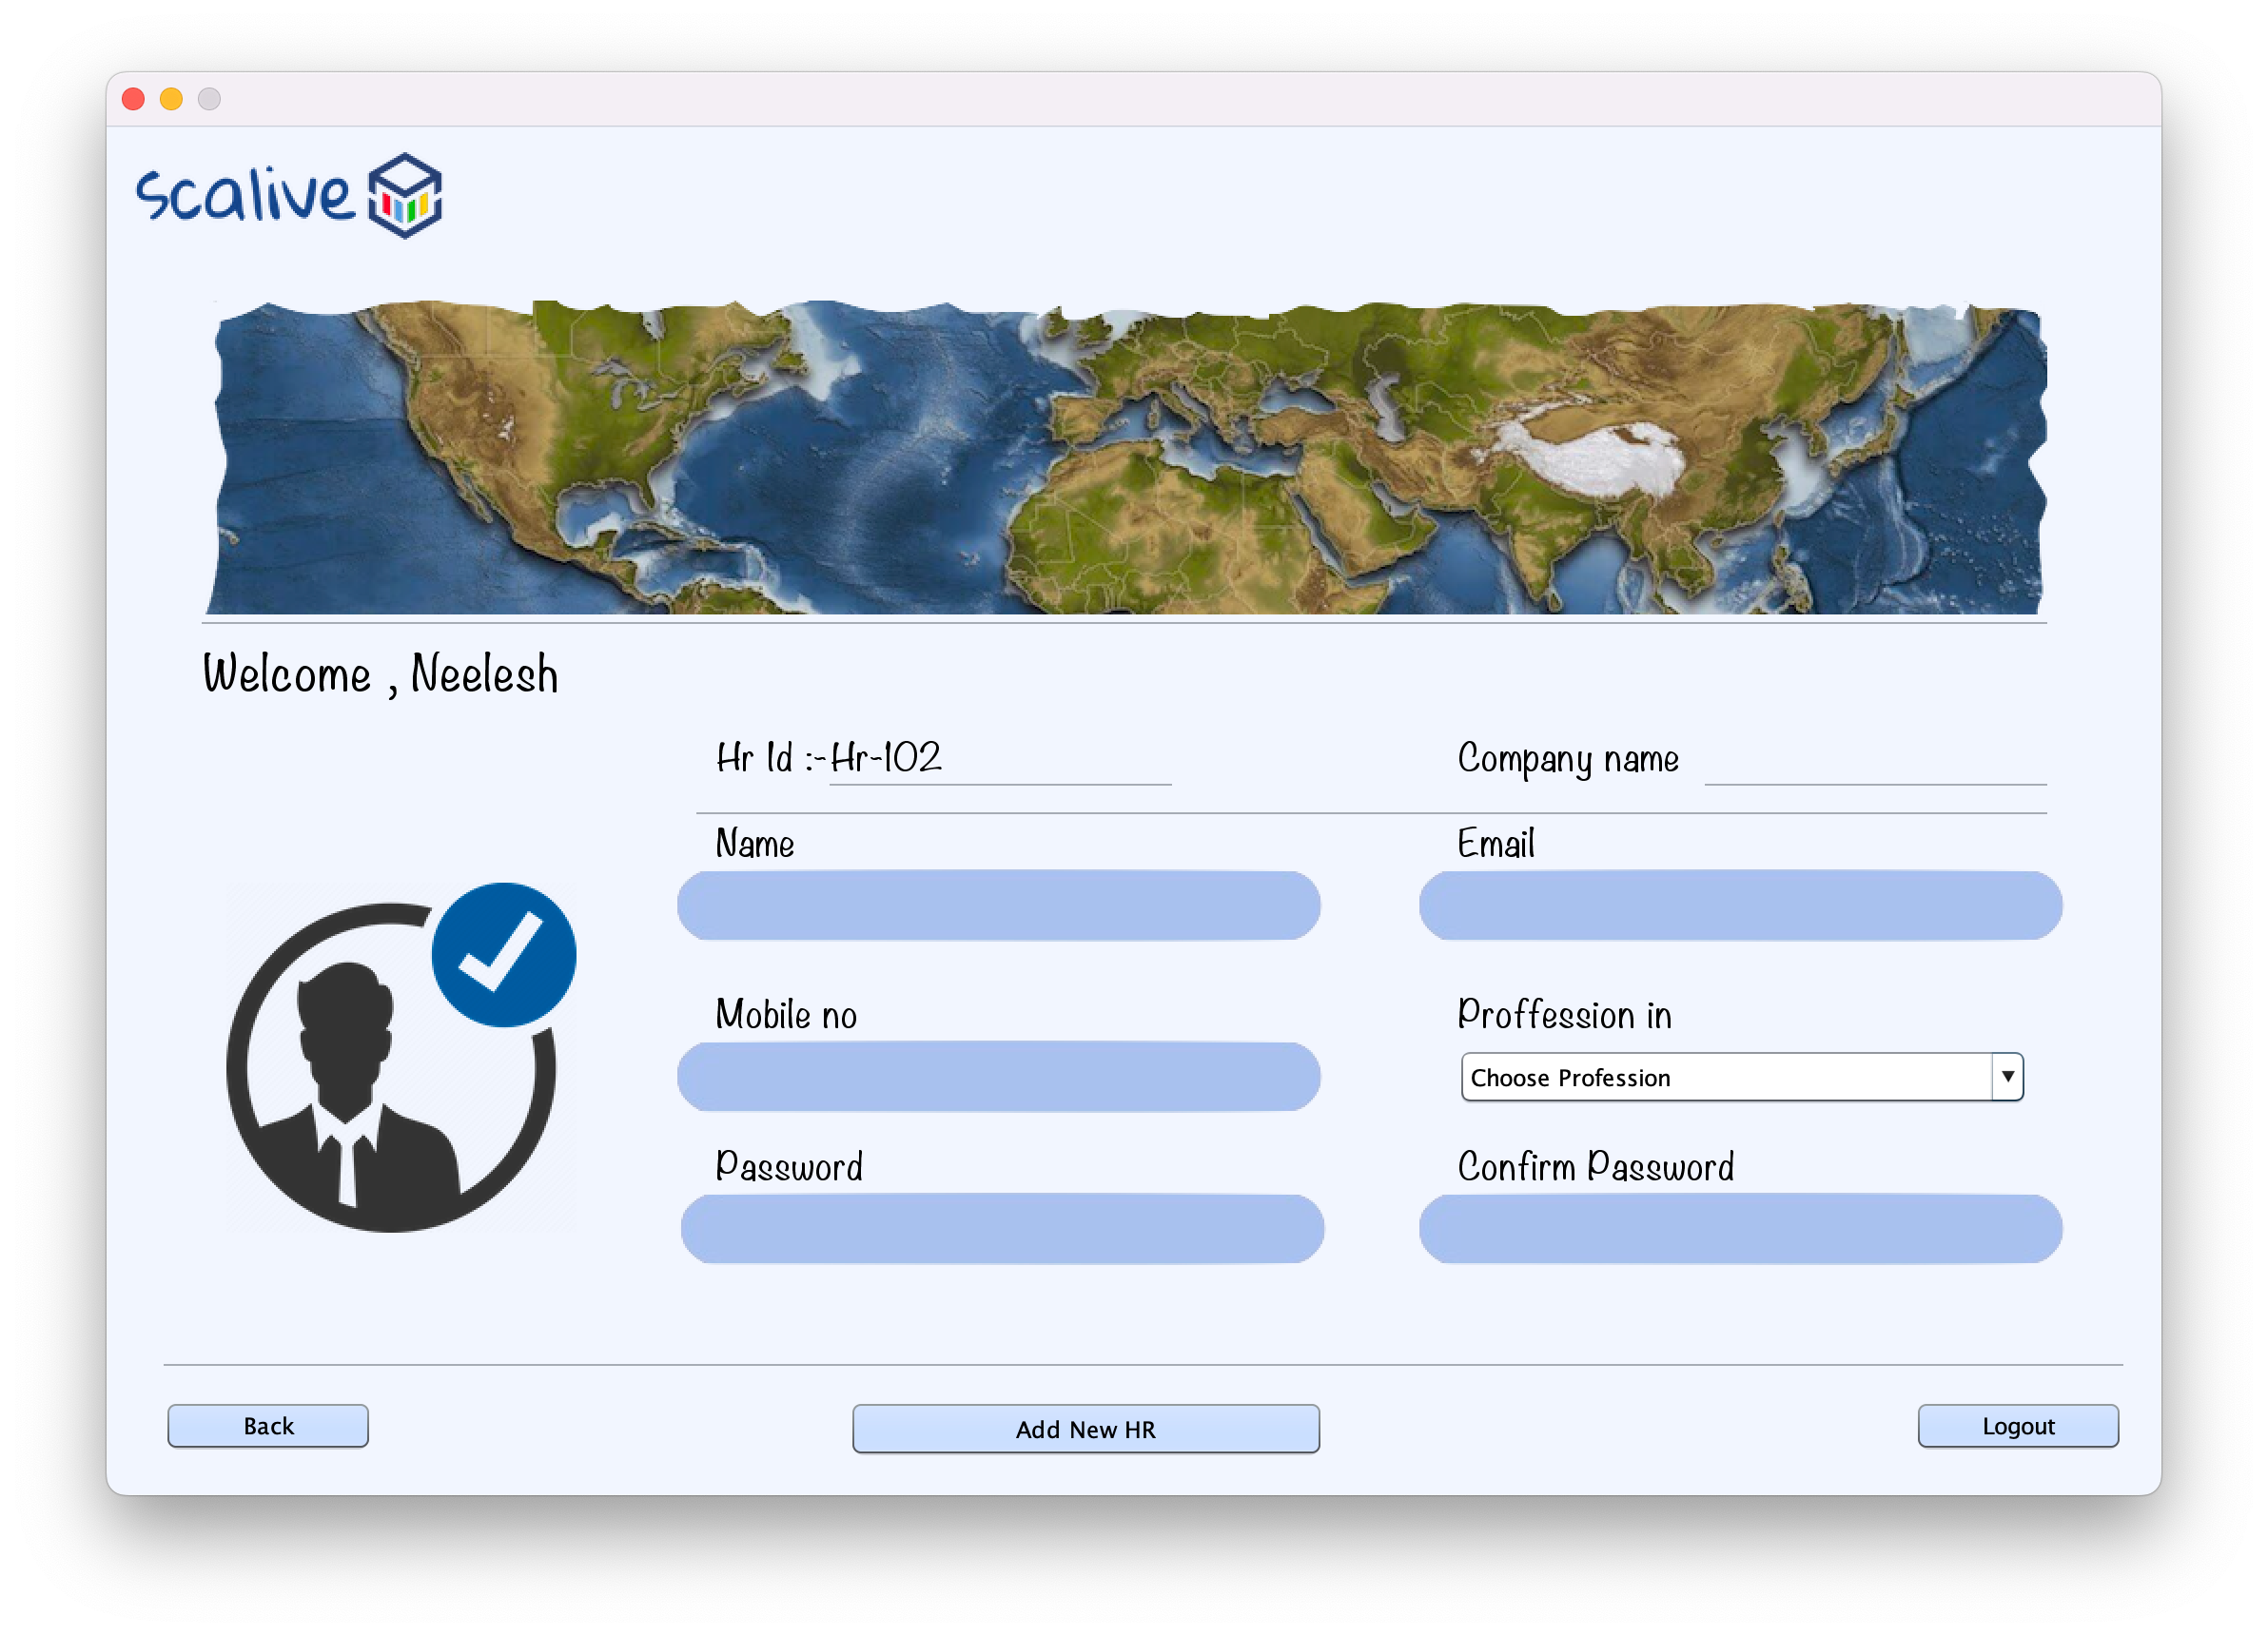 scalive
Welcome , Neelesh
Hr Id :-Hr-102
Company name
Name
Email
Mobile no
Proffession in
Choose Profession
Password
Confirm Password
Back
Add New HR
Logout